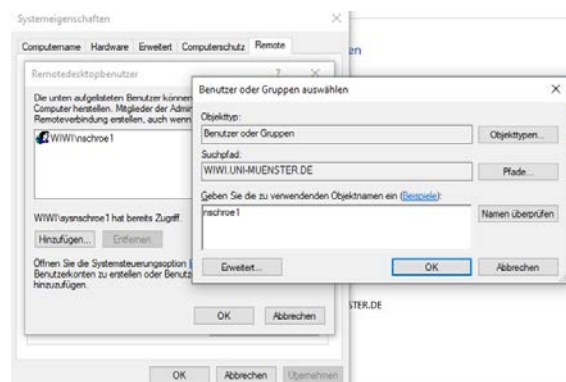 Systemeigenschaften
Computername Hardware Erweitert Computerschutz Remote
en
Remotedesktopbenutzer
?
Die unten aufgelisteten Benutzer können
Computer herstellen. Mitglieder der Admin
Remoteverbindung erstellen, auch wenn
WIWI\nschroe1
WIWI\sysnschroe1 hat bereits Zugriff.
Hinzufügen... Entfernen
Öffnen Sie die Systemsteuerungsoption
Benutzerkonten zu erstellen oder Benutz
hinzuzufügen.
OK Abbrechen
OK Abbrechen Übernehmen
Benutzer oder Gruppen auswählen
Objekttyp:
Benutzer oder Gruppen Objekttypen...
Suchpfad:
WIWI.UNI-MUENSTER.DE Pfade...
Geben Sie die zu verwendenden Objektnamen ein (Beispiele):
nschroe1 Namen überprüfen
Erweitert... OK Abbrechen
STER.DE